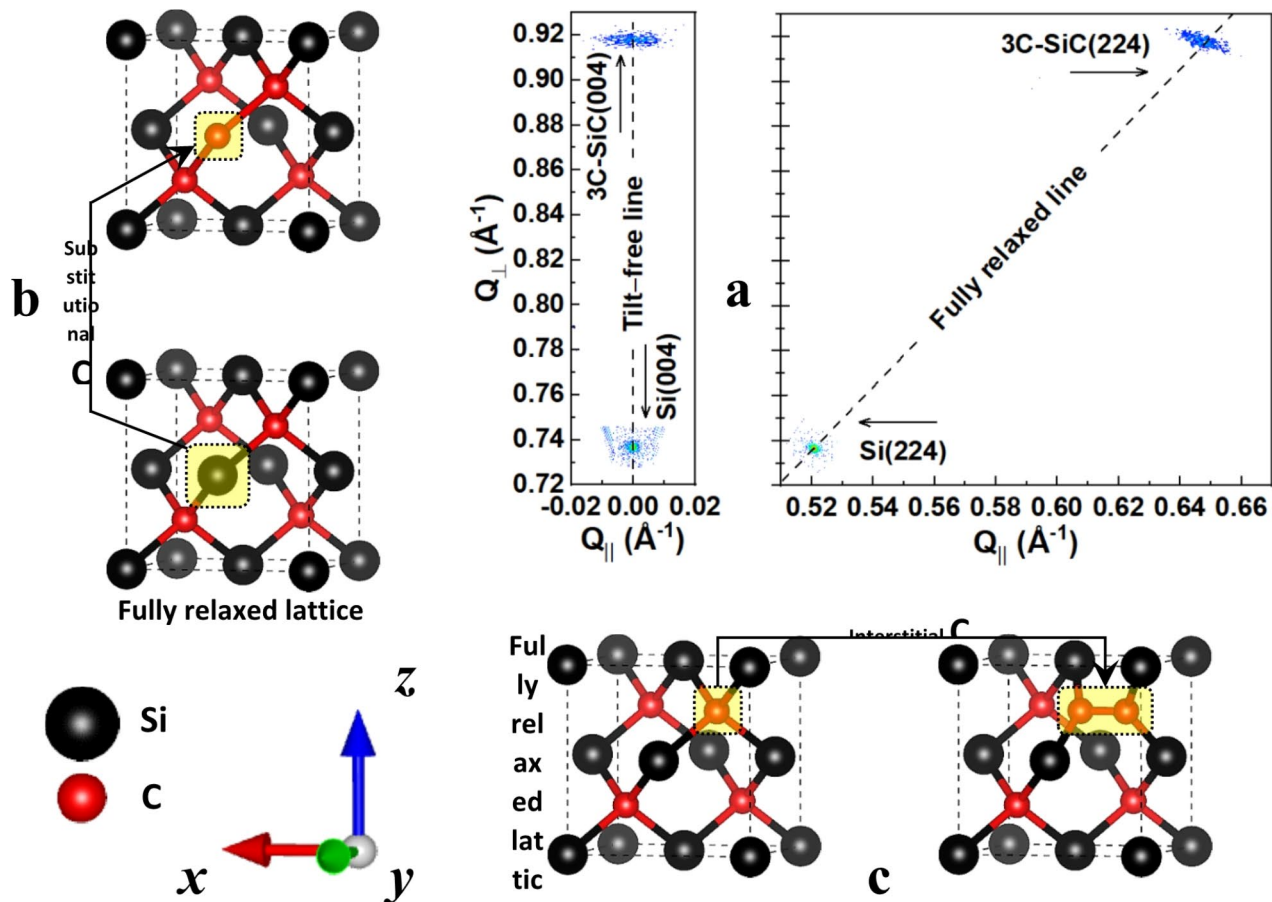 b
Sub
stit
utio
nal
C
Fully relaxed lattice
Si
C
z
x
y
Q⊥ (Å-1)
0.92
0.90
0.88
0.86
0.84
0.82
0.80
0.78
0.76
0.74
0.72
3C-SiC(004)
Tilt–free line
Si(004)
-0.02 0.00 0.02
Q|| (Å-1)
a
3C-SiC(224)
Fully relaxed line
Si(224)
0.52 0.54 0.56 0.58 0.60 0.62 0.64 0.66
Q|| (Å-1)
Ful
ly
rel
ax
ed
lat
tic
Interstitial C
c